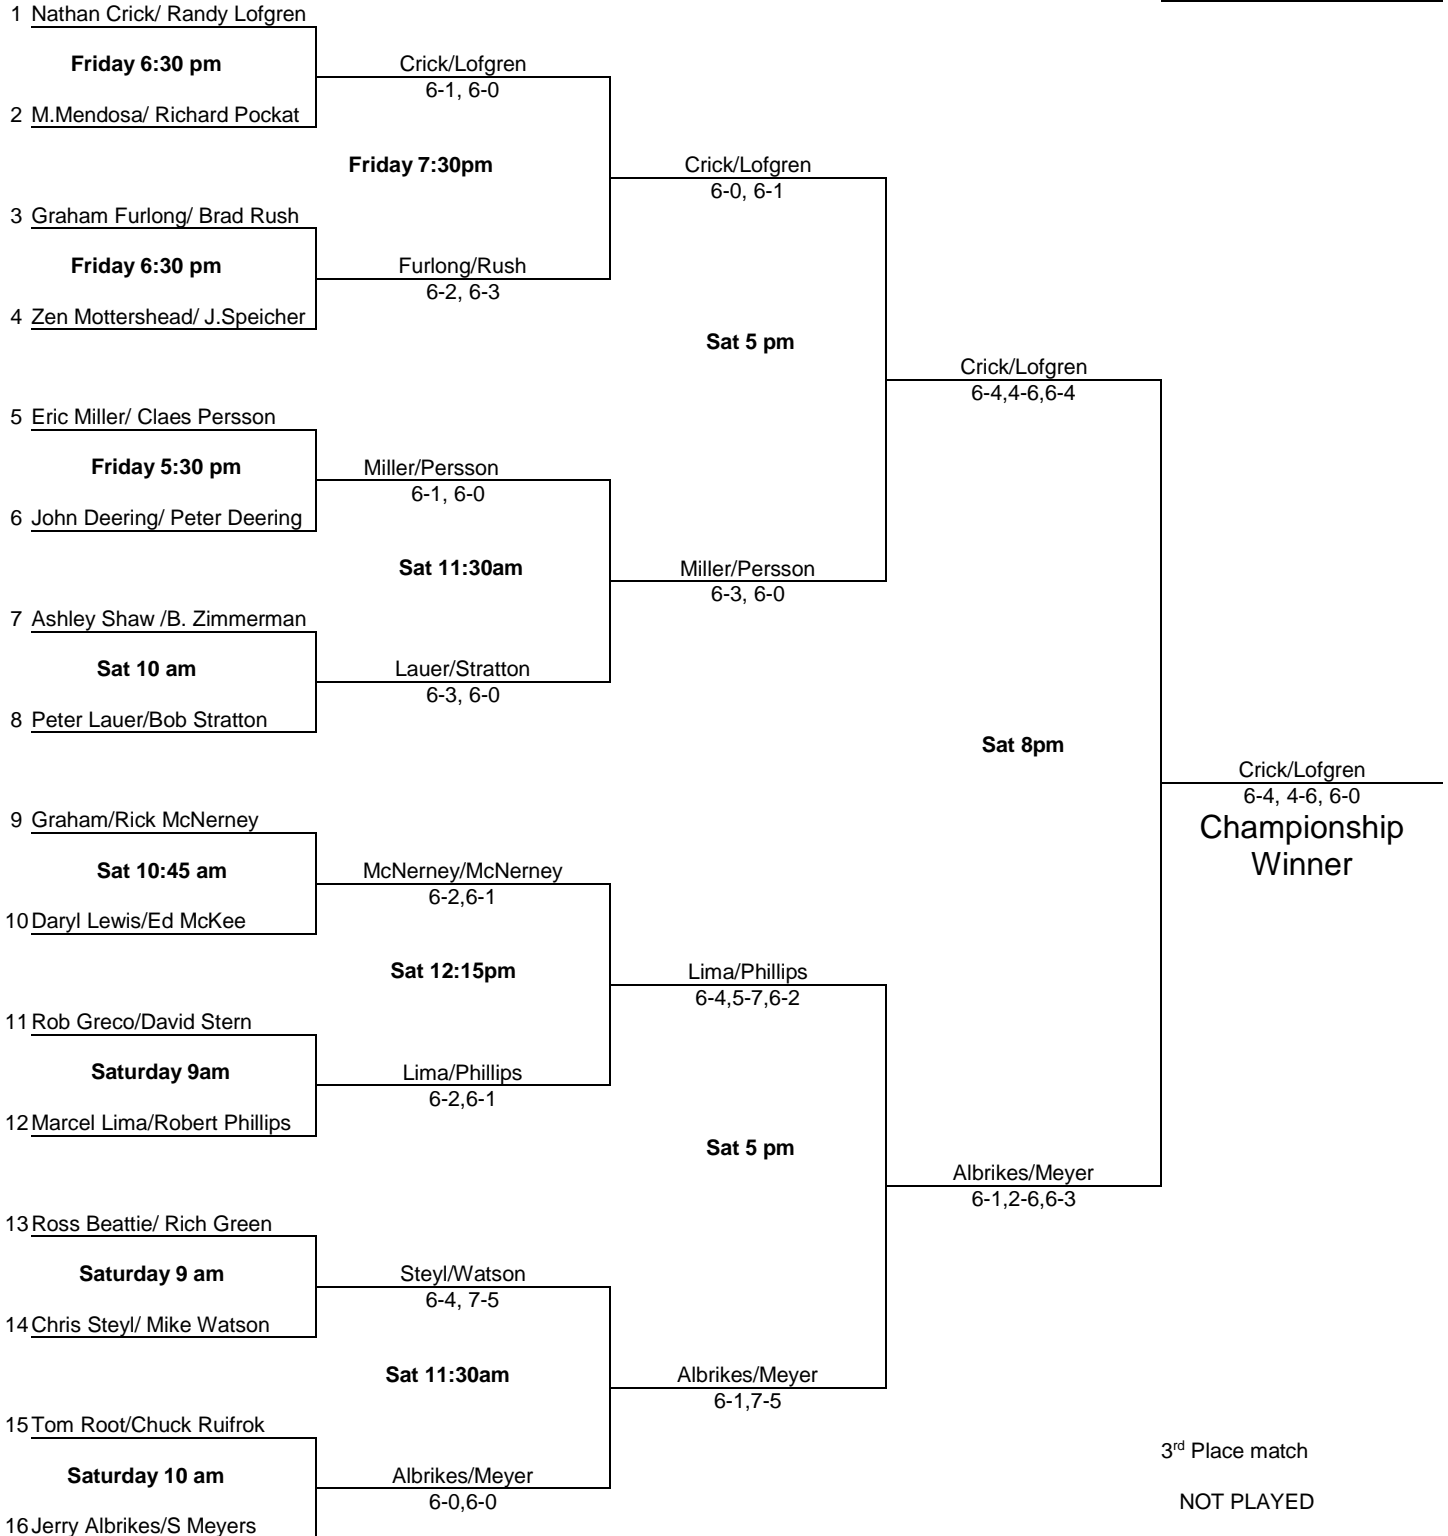 1 Nathan Crick/ Randy Lofgren
Friday 6:30 pm
Crick/Lofgren
6-1, 6-0
2 M.Mendosa/ Richard Pockat
Friday 7:30pm
Crick/Lofgren
6-0, 6-1
3 Graham Furlong/ Brad Rush
Friday 6:30 pm
Furlong/Rush
6-2, 6-3
4 Zen Mottershead/ J.Speicher
Sat 5 pm
Crick/Lofgren
6-4,4-6,6-4
5 Eric Miller/ Claes Persson
Friday 5:30 pm
Miller/Persson
6-1, 6-0
6 John Deering/ Peter Deering
Sat 11:30am
Miller/Persson
6-3, 6-0
7 Ashley Shaw /B. Zimmerman
Sat 10 am
Lauer/Stratton
6-3, 6-0
8 Peter Lauer/Bob Stratton
Sat 8pm
Crick/Lofgren
6-4, 4-6, 6-0
Championship
Winner
9 Graham/Rick McNerney
Sat 10:45 am
McNerney/McNerney
6-2,6-1
10 Daryl Lewis/Ed McKee
Sat 12:15pm
Lima/Phillips
6-4,5-7,6-2
11 Rob Greco/David Stern
Saturday 9am
Lima/Phillips
6-2,6-1
12 Marcel Lima/Robert Phillips
Sat 5 pm
Albrikes/Meyer
6-1,2-6,6-3
13 Ross Beattie/ Rich Green
Saturday 9 am
Steyl/Watson
6-4, 7-5
14 Chris Steyl/ Mike Watson
Sat 11:30am
Albrikes/Meyer
6-1,7-5
15 Tom Root/Chuck Ruifrok
Saturday 10 am
Albrikes/Meyer
6-0,6-0
16 Jerry Albrikes/S Meyers
3rd Place match
NOT PLAYED